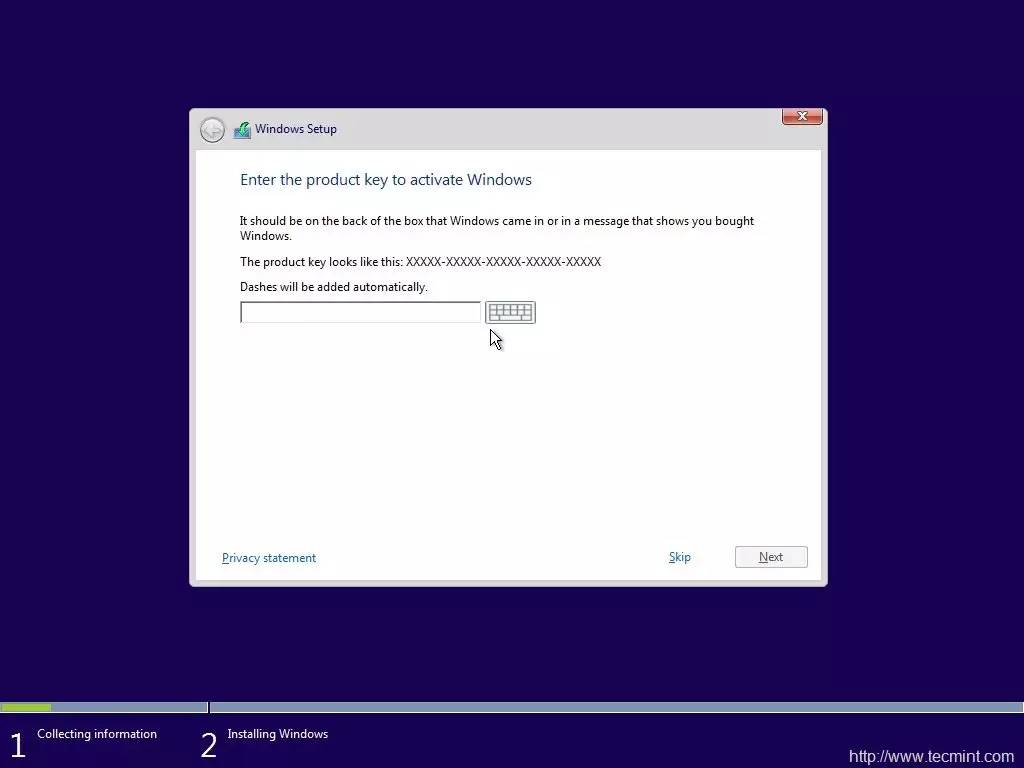 Windows Setup
Enter the product key to activate Windows
It should be on the back of the box that Windows came in or in a message that shows you bought
Windows.
The product key looks like this: XXXXX-XXXXX-XXXXX-XXXXX-XXXXX
Dashes will be added automatically.
Privacy statement
Skip
Next
1
Collecting information
2
Installing Windows
http://www.tecmint.com